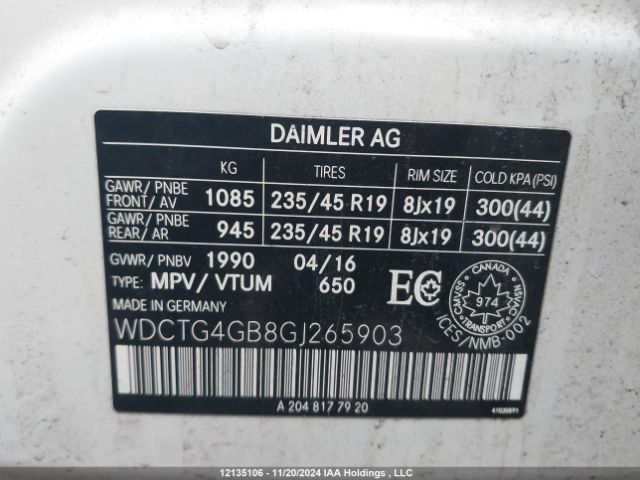 DAIMLER AG
KG TIRES RIM SIZE COLD KPA (PSI)
GAWR/ PNBE FRONT/ AV 1085 235/45 R19 8Jx19 300(44)
GAWR/ PNBE REAR/ AR 945 235/45 R19 8Jx19 300(44)
GVWR/ PNBV 1990 04/16
TYPE: MPV/ VTUM 650
MADE IN GERMANY
EC
CANADA
CMVSS NSVAC
974
TRANSPORT
ICES/NMB-002
WDCTG4GB8GJ265903
A 204 817 79 20
12135106 - 11/20/2024 IAA Holdings , LLC